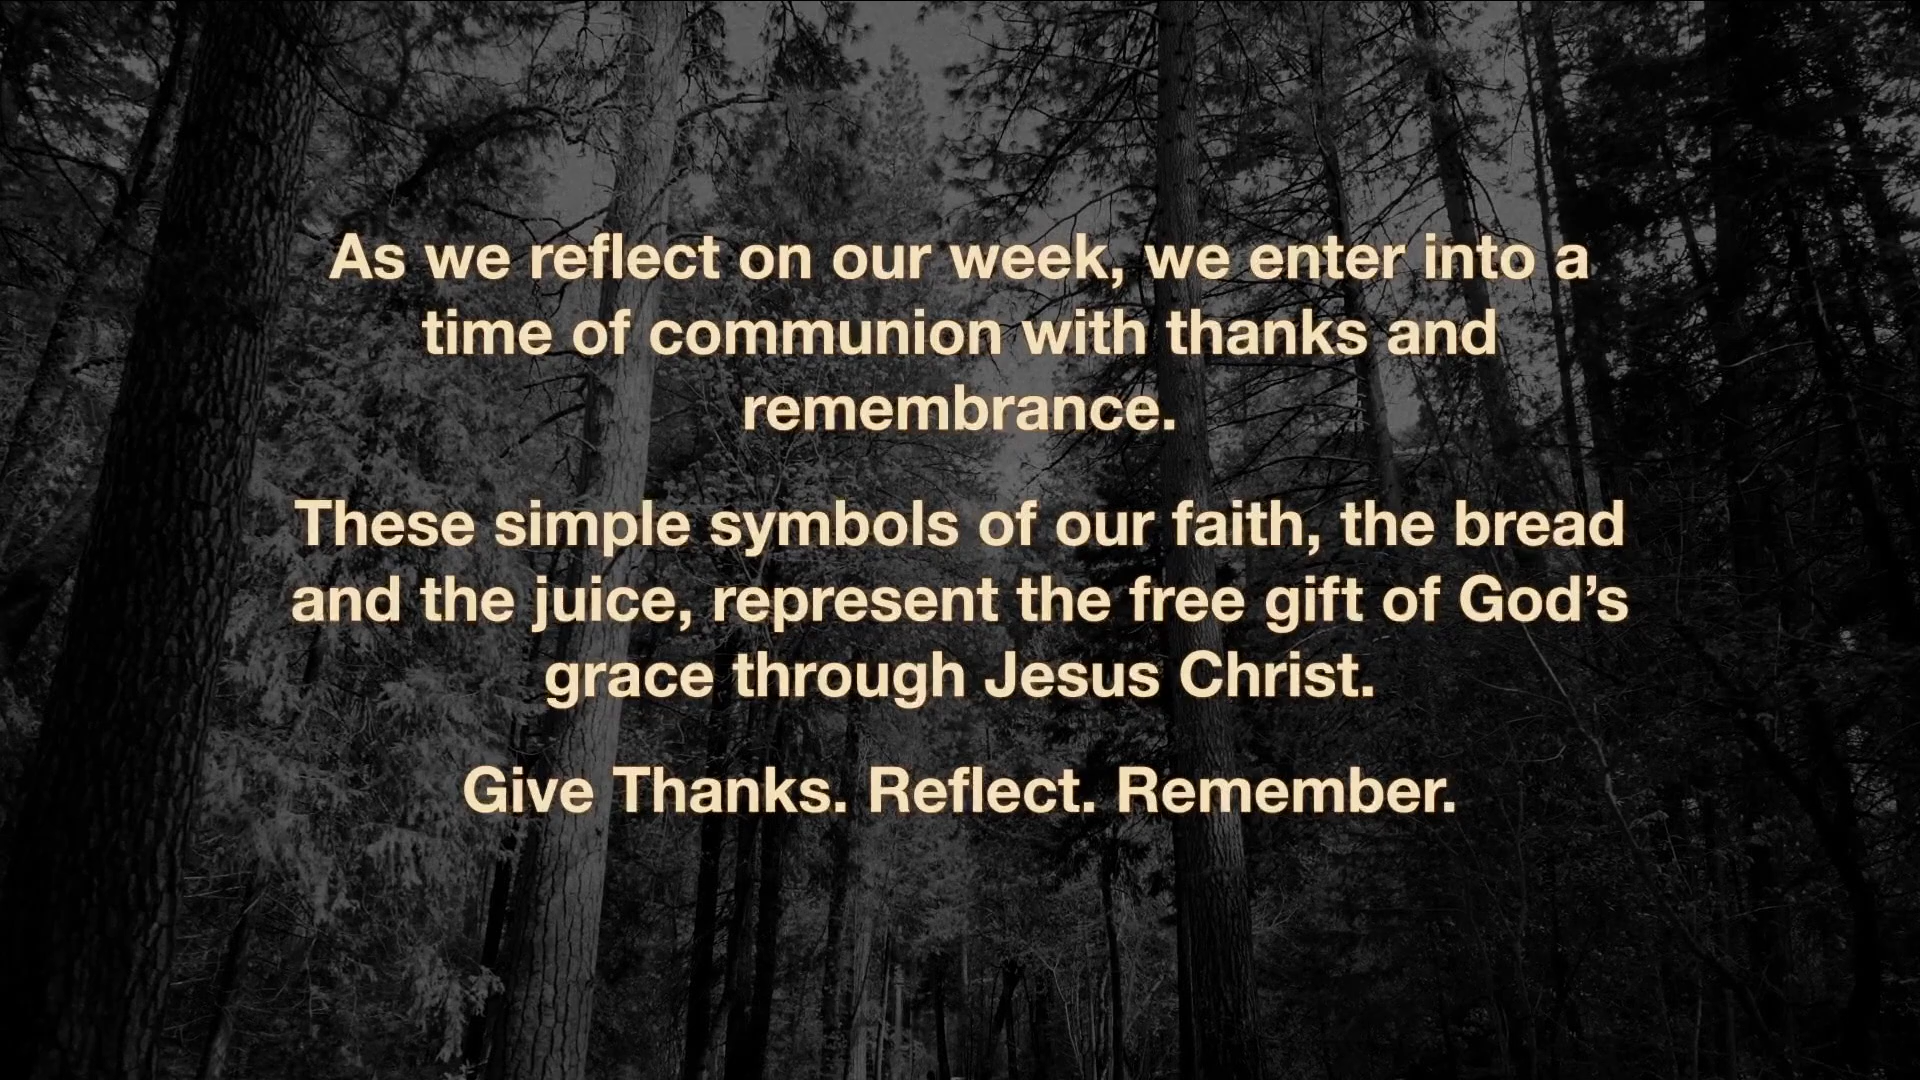 As we reflect on our week, we enter into a
time of communion with thanks and
remembrance.
These simple symbols of our faith, the bread
and the juice, represent the free gift of God’s
grace through Jesus Christ.
Give Thanks. Reflect. Remember.